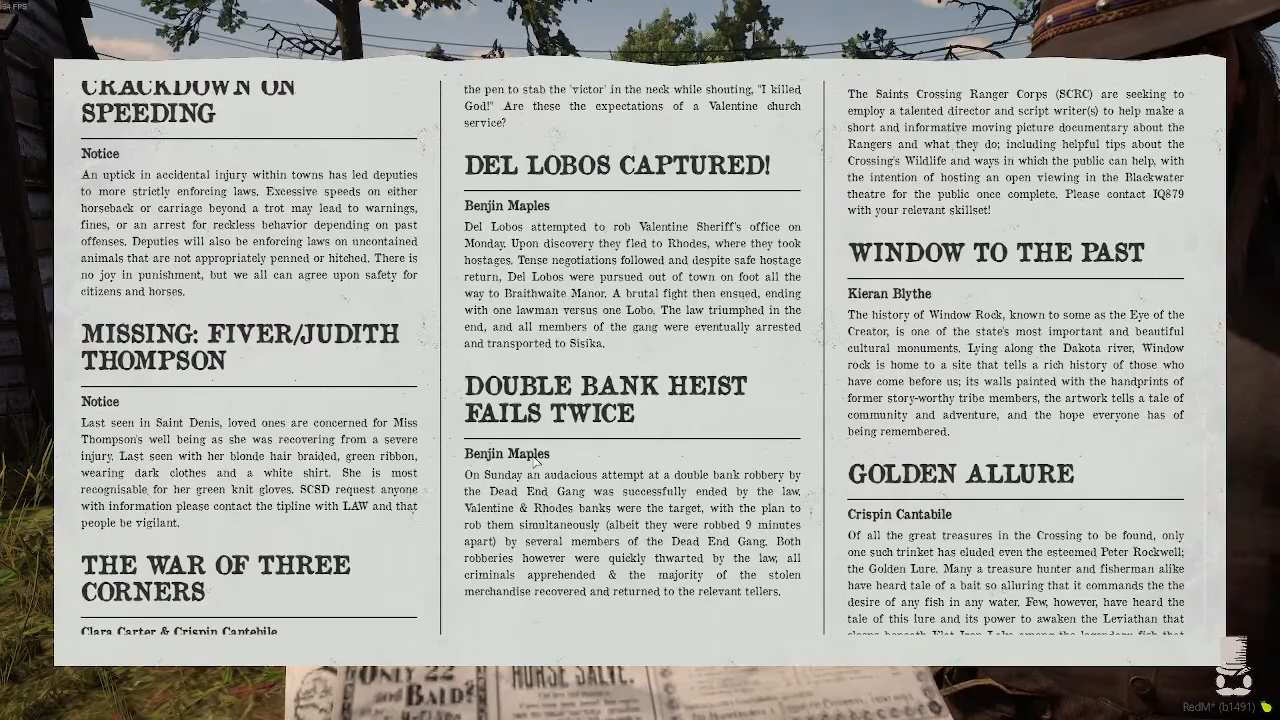 54 FPS
CRACKDOWN ON
SPEEDING
Notice
An uptick in accidental injury within towns has led deputies
to more strictly enforcing laws. Excessive speeds on either
horseback or carriage beyond a trot may lead to warnings,
fines, or an arrest for reckless behavior depending on past
offenses. Deputies will also be enforcing laws on uncontained
animals that are not appropriately penned or hitched. There is
no joy in punishment, but we all can agree upon safety for
citizens and horses.
MISSING: FIVER/JUDITH
THOMPSON
Notice
Last seen in Saint Denis, loved ones are concerned for Miss
Thompson's well being as she was recovering from a severe
injury. Last seen with her blonde hair braided, green ribbon,
wearing dark clothes and a white shirt. She is most
recognisable for her green knit gloves. SCSD request anyone
with information please contact the tipline with LAW and that
people be vigilant.
THE WAR OF THREE
CORNERS
Clara Carter & Crispin Cantebile
the pen to stab the 'victor' in the neck while shouting, "I killed
God!" Are these the expectations of a Valentine church
service?
DEL LOBOS CAPTURED!
Benjin Maples
Del Lobos attempted to rob Valentine Sheriff's office on
Monday. Upon discovery they fled to Rhodes, where they took
hostages. Tense negotiations followed and despite safe hostage
return, Del Lobos were pursued out of town on foot all the
way to Braithwaite Manor. A brutal fight then ensued, ending
with one lawman versus one Lobo. The law triumphed in the
end, and all members of the gang were eventually arrested
and transported to Sisika.
DOUBLE BANK HEIST
FAILS TWICE
Benjin Maples
On Sunday an audacious attempt at a double bank robbery by
the Dead End Gang was successfully ended by the law,
Valentine & Rhodes banks were the target, with the plan to
rob them simultaneously (albeit they were robbed 9 minutes
apart) by several members of the Dead End Gang. Both
robberies however were quickly thwarted by the law, all
criminals apprehended & the majority of the stolen
merchandise recovered and returned to the relevant tellers.
The Saints Crossing Ranger Corps (SCRC) are seeking to
employ a talented director and script writer(s) to help make a
short and informative moving picture documentary about the
Rangers and what they do; including helpful tips about the
Crossing's Wildlife and ways in which the public can help, with
the intention of hosting an open viewing in the Blackwater
theatre for the public once complete. Please contact IQ879
with your relevant skillset!
WINDOW TO THE PAST
Kieran Blythe
The history of Window Rock, known to some as the Eye of the
Creator, is one of the state's most important and beautiful
cultural monuments. Lying along the Dakota river, Window
rock is home to a site that tells a rich history of those who
have come before us; its walls painted with the handprints of
former story-worthy tribe members, the artwork tells a tale of
community and adventure, and the hope everyone has of
being remembered.
GOLDEN ALLURE
Crispin Cantabile
Of all the great treasures in the Crossing to be found, only
one such trinket has eluded even the esteemed Peter Rockwell;
the Golden Lure. Many a treasure hunter and fisherman alike
have heard tale of a bait so alluring that it commands the the
desire of any fish in any water. Few, however, have heard the
tale of this lure and its power to awaken the Leviathan that
sleeps beneath Flat Iron Lake among the legendary fish that
ONLY 22
and BALD?
HORSE SALVE.
RedM* (b1491)